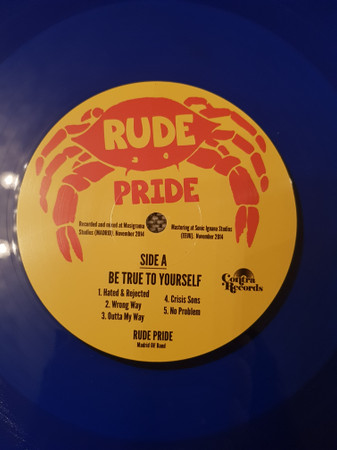 RUDE
PRIDE
Recorded and mixed at Musigrama
Studios (MADRID). November 2014
Mastering at Sonic Iguana Studios
(EEUU). November 2014
SIDE A
BE TRUE TO YOURSELF
1. Hated & Rejected
2. Wrong Way
3. Outta My Way
4. Crisis Sons
5. No Problem
Contra
Records
RUDE PRIDE
Madrid Oi! Band